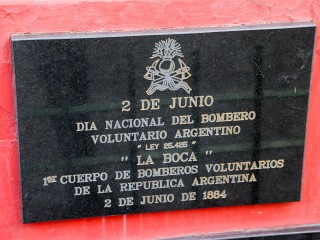 2 DE JUNIO
DIA NACIONAL DEL BOMBERO
VOLUNTARIO ARGENTINO
" LEY 25.425 "
" LA BOCA "
1er CUERPO DE BOMBEROS VOLUNTARIOS
DE LA REPUBLICA ARGENTINA
2 DE JUNIO DE 1884